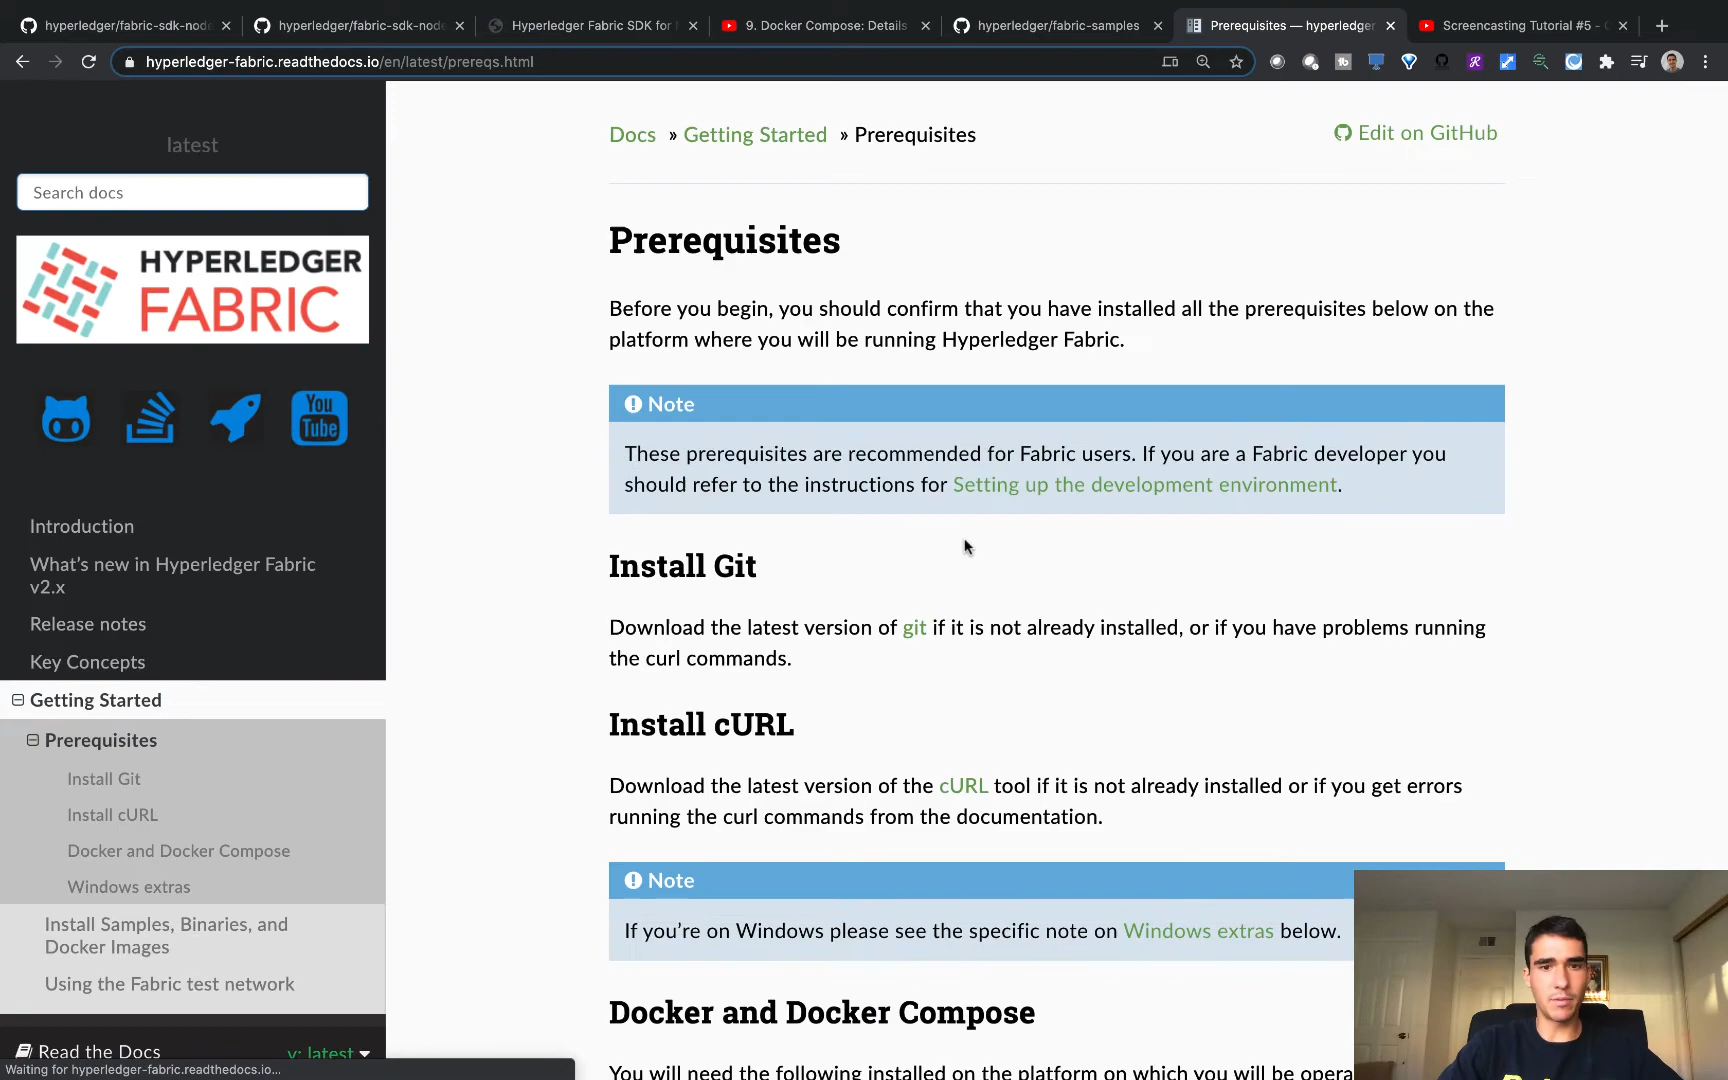 hyperledger/fabric-sdk-node
hyperledger/fabric-sdk-node
Hyperledger Fabric SDK for
9. Docker Compose: Details
hyperledger/fabric-samples
Prerequisites — hyperledger
Screencasting Tutorial #5 -
hyperledger-fabric.readthedocs.io/en/latest/prereqs.html
latest
Search docs
HYPERLEDGER
FABRIC
You
Tube
Introduction
What's new in Hyperledger Fabric
v2.x
Release notes
Key Concepts
Getting Started
Prerequisites
Install Git
Install cURL
Docker and Docker Compose
Windows extras
Install Samples, Binaries, and
Docker Images
Using the Fabric test network
Read the Docs v: latest
Waiting for hyperledger-fabric.readthedocs.io...
Docs » Getting Started » Prerequisites
Edit on GitHub
Prerequisites
Before you begin, you should confirm that you have installed all the prerequisites below on the
platform where you will be running Hyperledger Fabric.
Note
These prerequisites are recommended for Fabric users. If you are a Fabric developer you
should refer to the instructions for Setting up the development environment.
Install Git
Download the latest version of git if it is not already installed, or if you have problems running
the curl commands.
Install cURL
Download the latest version of the cURL tool if it is not already installed or if you get errors
running the curl commands from the documentation.
Note
If you're on Windows please see the specific note on Windows extras below.
Docker and Docker Compose
You will need the following installed on the platform on which you will be opera